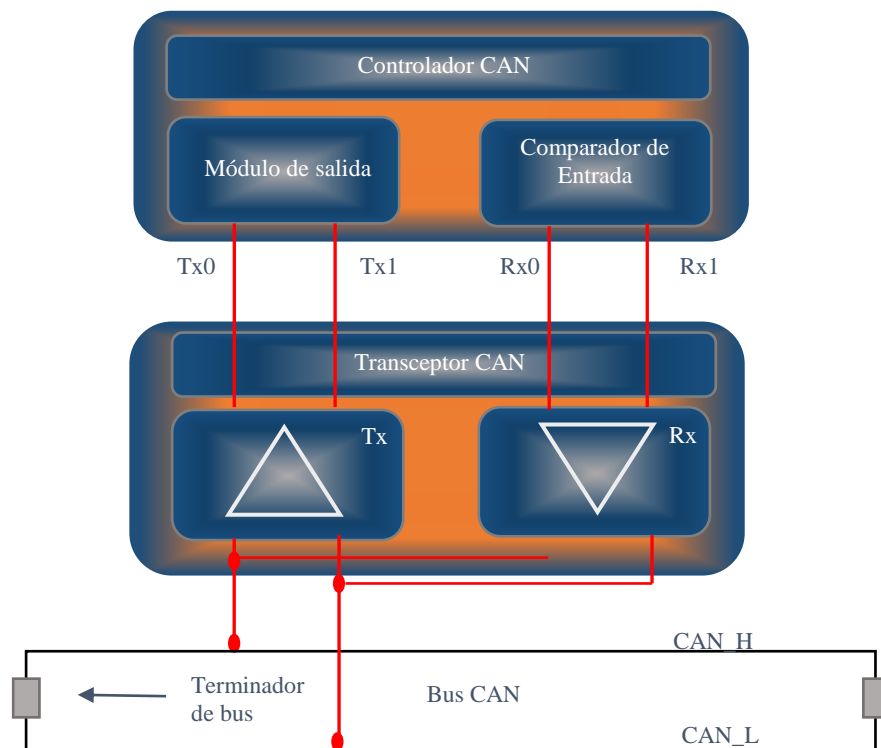 Controlador CAN
Módulo de salida
Comparador de
Entrada
Tx0
Tx1
Rx0
Rx1
Transceptor CAN
Tx
Rx
CAN_H
Terminador
de bus
Bus CAN
CAN_L